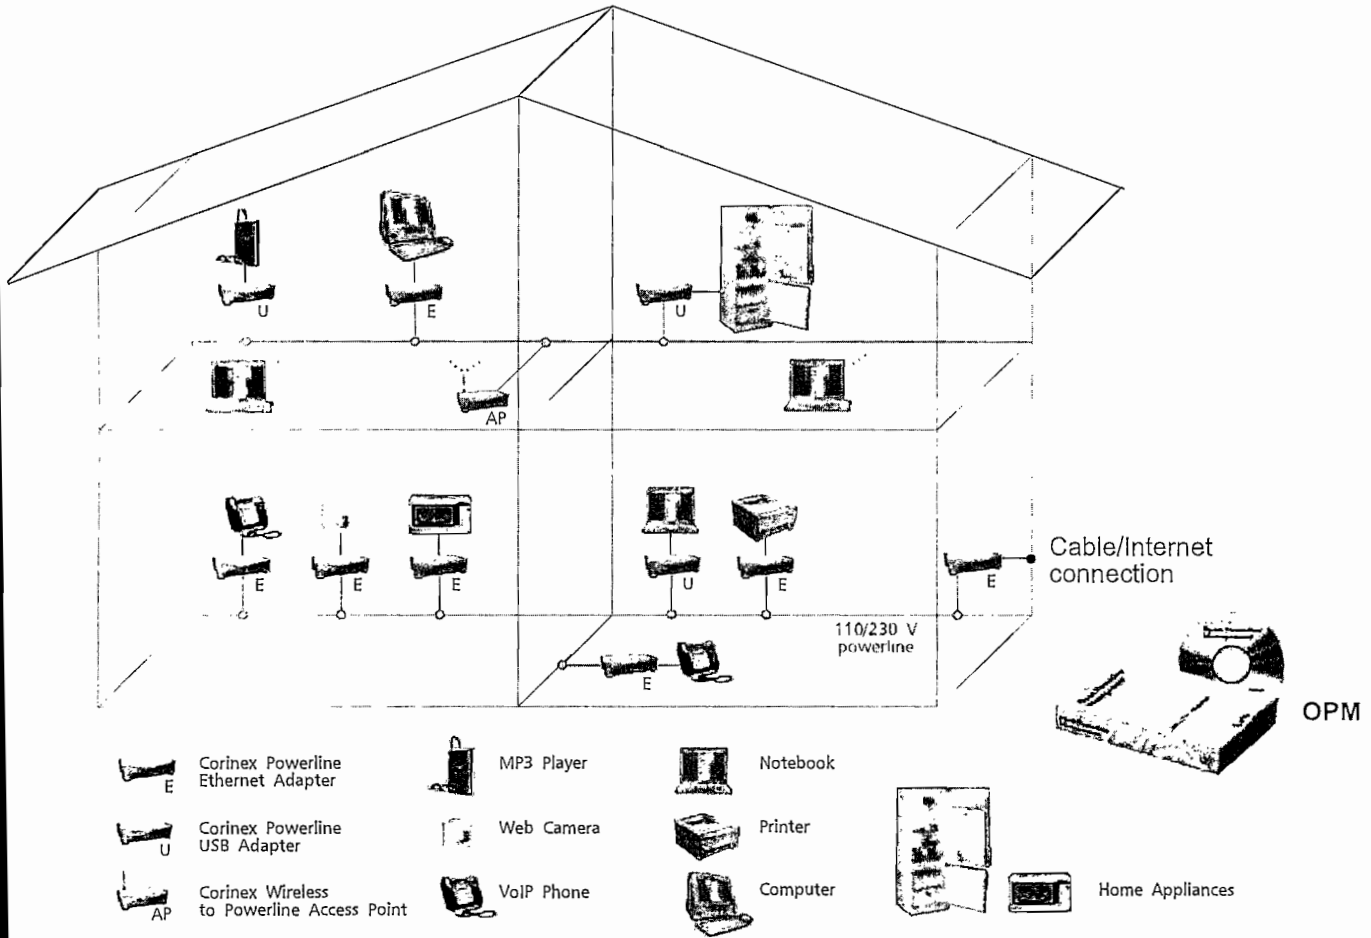 U
E
U
AP
E
E
E
U
E
E
Cable/Internet
connection
110/230 V
powerline
E
OPM
Corinex Powerline
Ethernet Adapter
E
MP3 Player
Notebook
Corinex Powerline
USB Adapter
U
Web Camera
Printer
Corinex Wireless
to Powerline Access Point
AP
VoIP Phone
Computer
Home Appliances